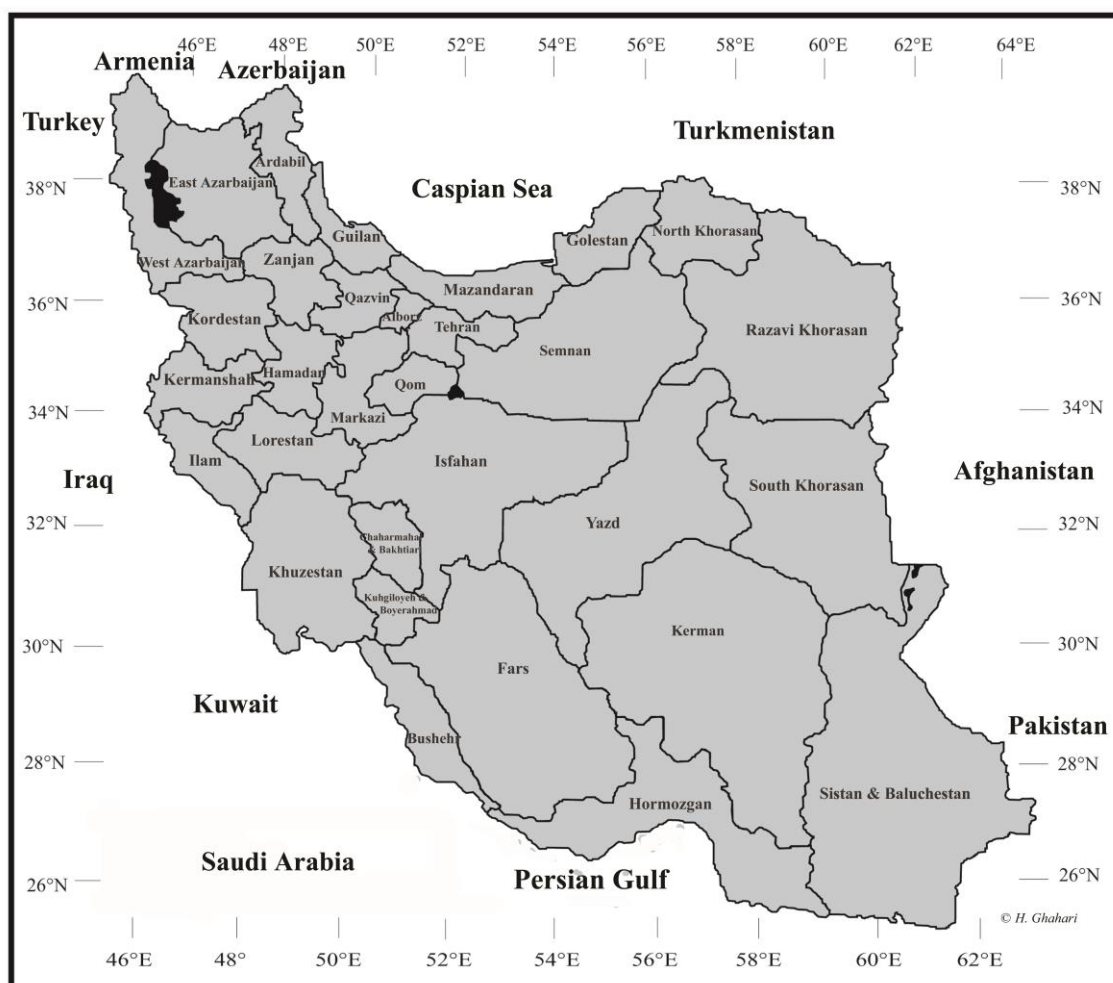 46°E 48°E 50°E 52°E 54°E 56°E 58°E 60°E 62°E 64°E
Armenia
Azerbaijan
Turkey
Turkmenistan
Ardabil
38°N
East Azarbaijan
Caspian Sea
38°N
Guilan
Golestan
North Khorasan
West Azarbaijan
Zanjan
Mazandaran
Qazvin
36°N
Alborz
36°N
Kordestan
Tehran
Razavi Khorasan
Semnan
Kermanshah
Hamadan
Qom
34°N
Markazi
34°N
Lorestan
Ilam
Isfahan
Iraq
Afghanistan
South Khorasan
32°N
Yazd
32°N
Chaharmahal
& Bakhtiari
Khuzestan
Kuhgiloyeh &
Boyerahmad
30°N
Kerman
30°N
Fars
Kuwait
Pakistan
Bushehr
28°N
28°N
Sistan & Baluchestan
Hormozgan
Saudi Arabia
Persian Gulf
26°N
26°N
© H. Ghahari
46°E 48°E 50°E 52°E 54°E 56°E 58°E 60°E 62°E